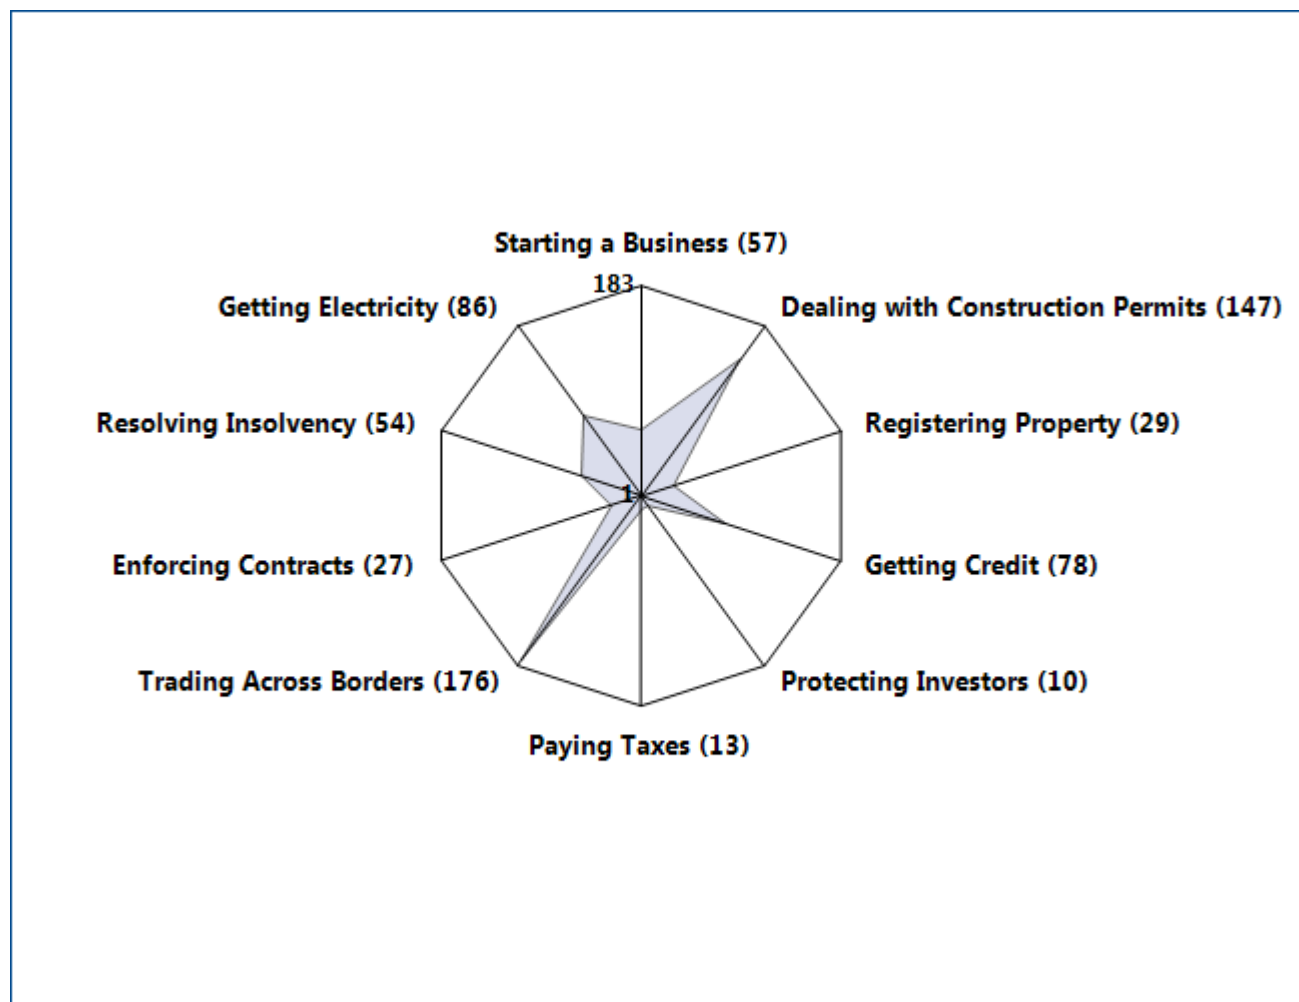 Starting a Business (57)
183
Getting Electricity (86)
Dealing with Construction Permits (147)
Resolving Insolvency (54)
Registering Property (29)
1
Enforcing Contracts (27)
Getting Credit (78)
Trading Across Borders (176)
Protecting Investors (10)
Paying Taxes (13)